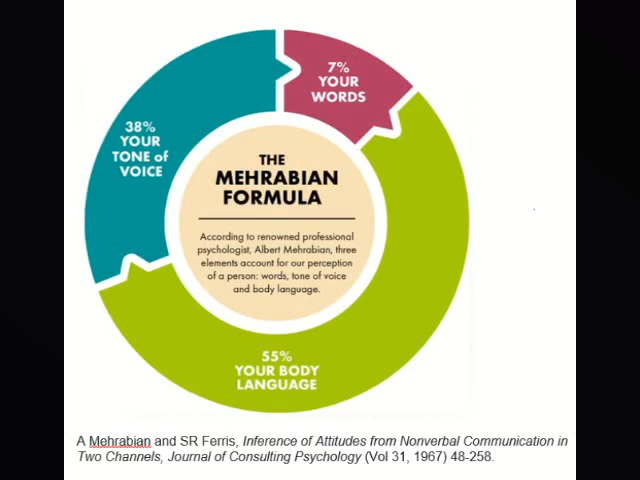 7%
YOUR
WORDS
38%
YOUR
TONE of
VOICE
THE
MEHRABIAN
FORMULA
According to renowned professional
psychologist, Albert Mehrabian, three
elements account for our perception
of a person: words, tone of voice
and body language.
55%
YOUR BODY
LANGUAGE
A Mehrabian and SR Ferris, Inference of Attitudes from Nonverbal Communication in
Two Channels, Journal of Consulting Psychology (Vol 31, 1967) 48-258.